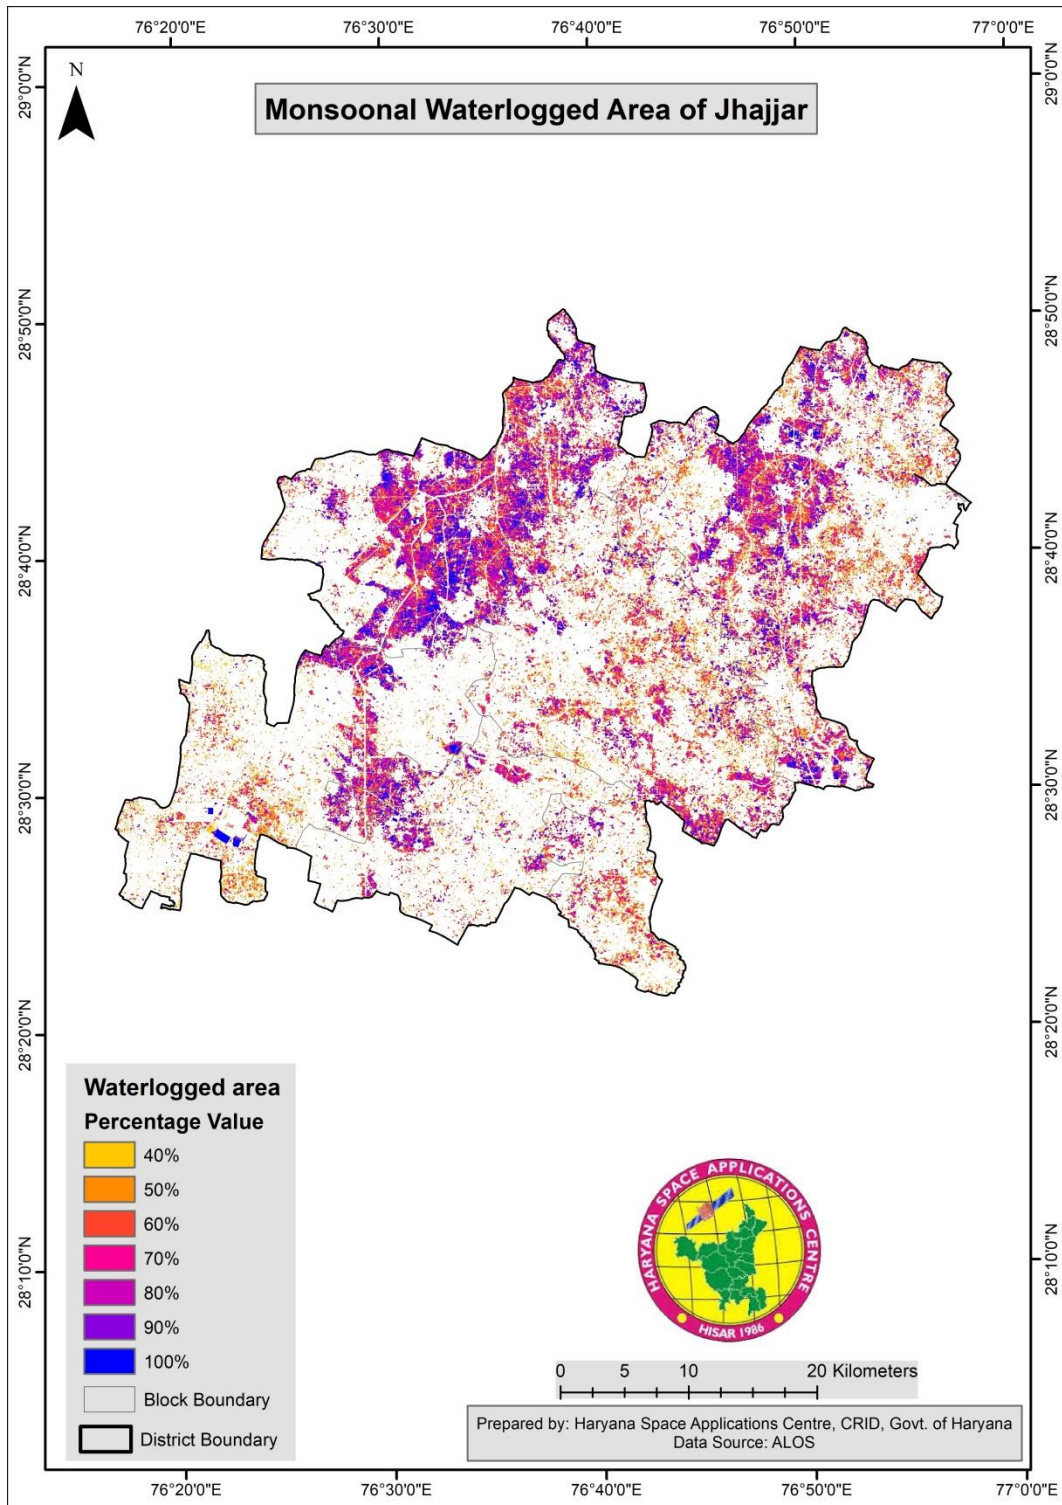 76°20'0"E
76°30'0"E
76°40'0"E
76°50'0"E
77°0'0"E
N
Monsoonal Waterlogged Area of Jhajjar
29°0'0"N
29°0'0"N
28°50'0"N
28°50'0"N
28°40'0"N
28°40'0"N
28°30'0"N
28°30'0"N
28°20'0"N
28°20'0"N
28°10'0"N
28°10'0"N
Waterlogged area
Percentage Value
40%
50%
60%
70%
80%
90%
100%
Block Boundary
District Boundary
HARYANA SPACE APPLICATIONS CENTRE
HISAR 1986
0 5 10 20 Kilometers
Prepared by: Haryana Space Applications Centre, CRID, Govt. of Haryana
Data Source: ALOS
76°20'0"E
76°30'0"E
76°40'0"E
76°50'0"E
77°0'0"E